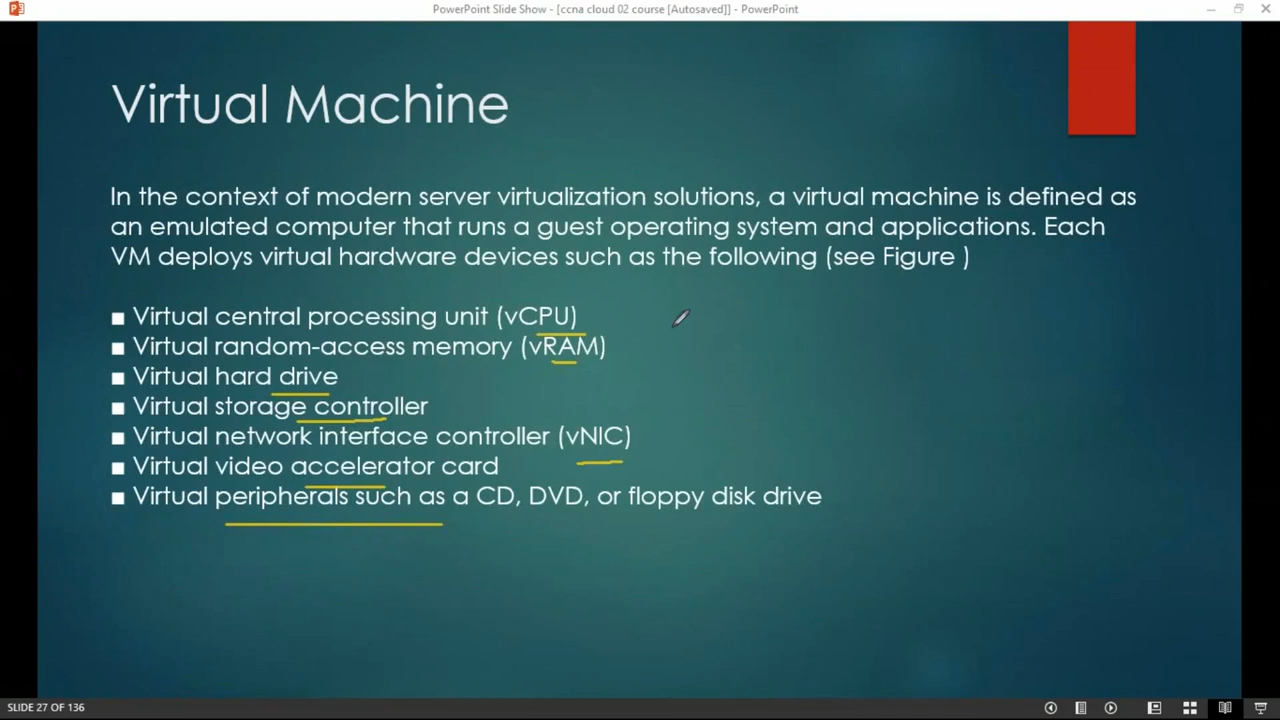 PowerPoint Slide Show - [ccna cloud 02 course [Autosaved]] - PowerPoint
Virtual Machine
In the context of modern server virtualization solutions, a virtual machine is defined as
an emulated computer that runs a guest operating system and applications. Each
VM deploys virtual hardware devices such as the following (see Figure )
■ Virtual central processing unit (vCPU)
■ Virtual random-access memory (vRAM)
■ Virtual hard drive
■ Virtual storage controller
■ Virtual network interface controller (vNIC)
■ Virtual video accelerator card
■ Virtual peripherals such as a CD, DVD, or floppy disk drive
SLIDE 27 OF 136